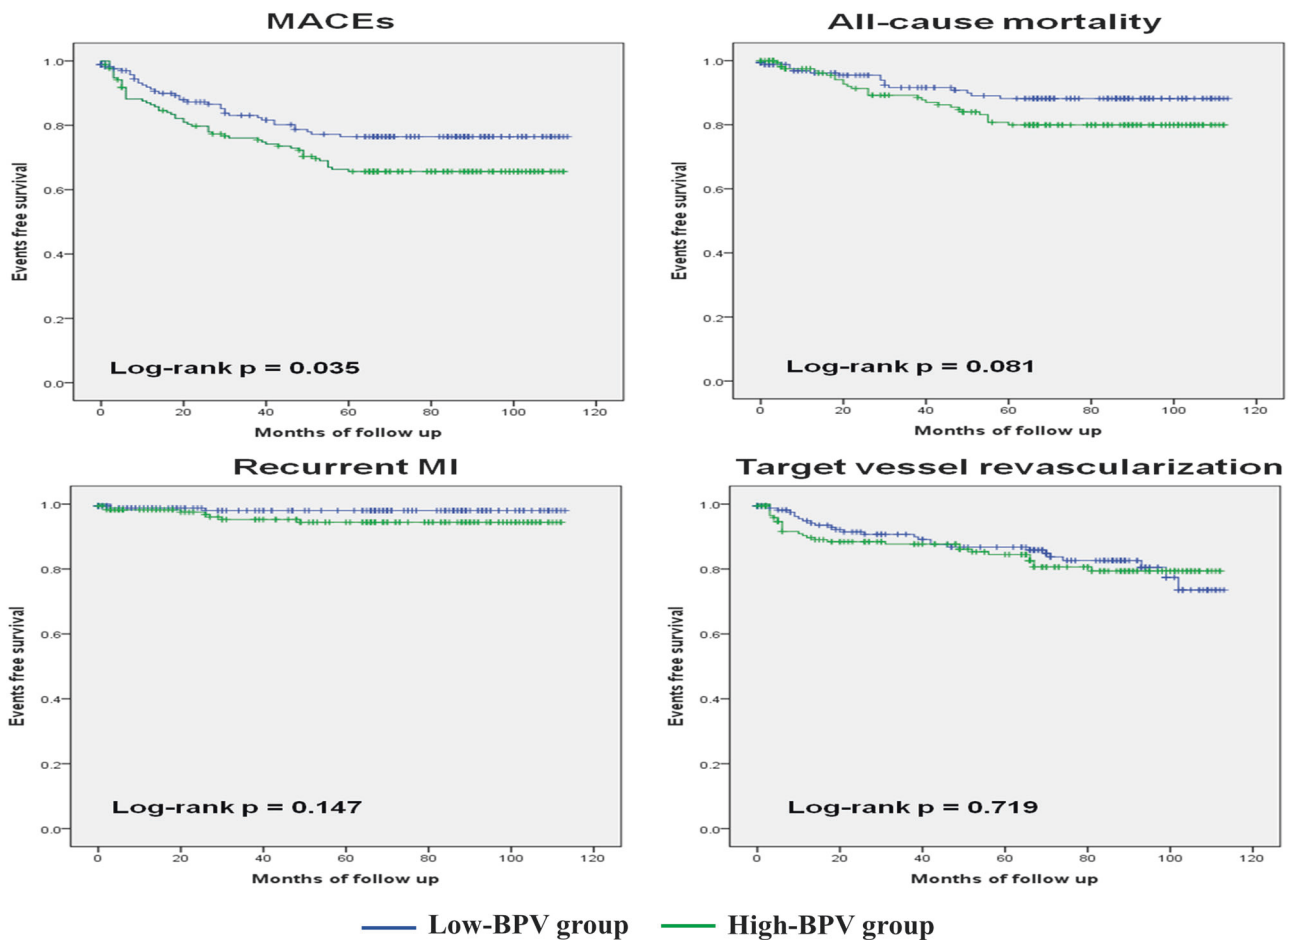 MACEs
Events free survival
1.0
0.8
0.6
0.4
0.2
0.0
Log-rank p = 0.035
0 20 40 60 80 100 120
Months of follow up
All-cause mortality
Events free survival
1.0
0.8
0.6
0.4
0.2
0.0
Log-rank p = 0.081
0 20 40 60 80 100 120
Months of follow up
Recurrent MI
Events free survival
1.0
0.8
0.6
0.4
0.2
0.0
Log-rank p = 0.147
0 20 40 60 80 100 120
Months of follow up
Target vessel revascularization
Events free survival
1.0
0.8
0.6
0.4
0.2
0.0
Log-rank p = 0.719
0 20 40 60 80 100 120
Months of follow up
Low-BPV group High-BPV group